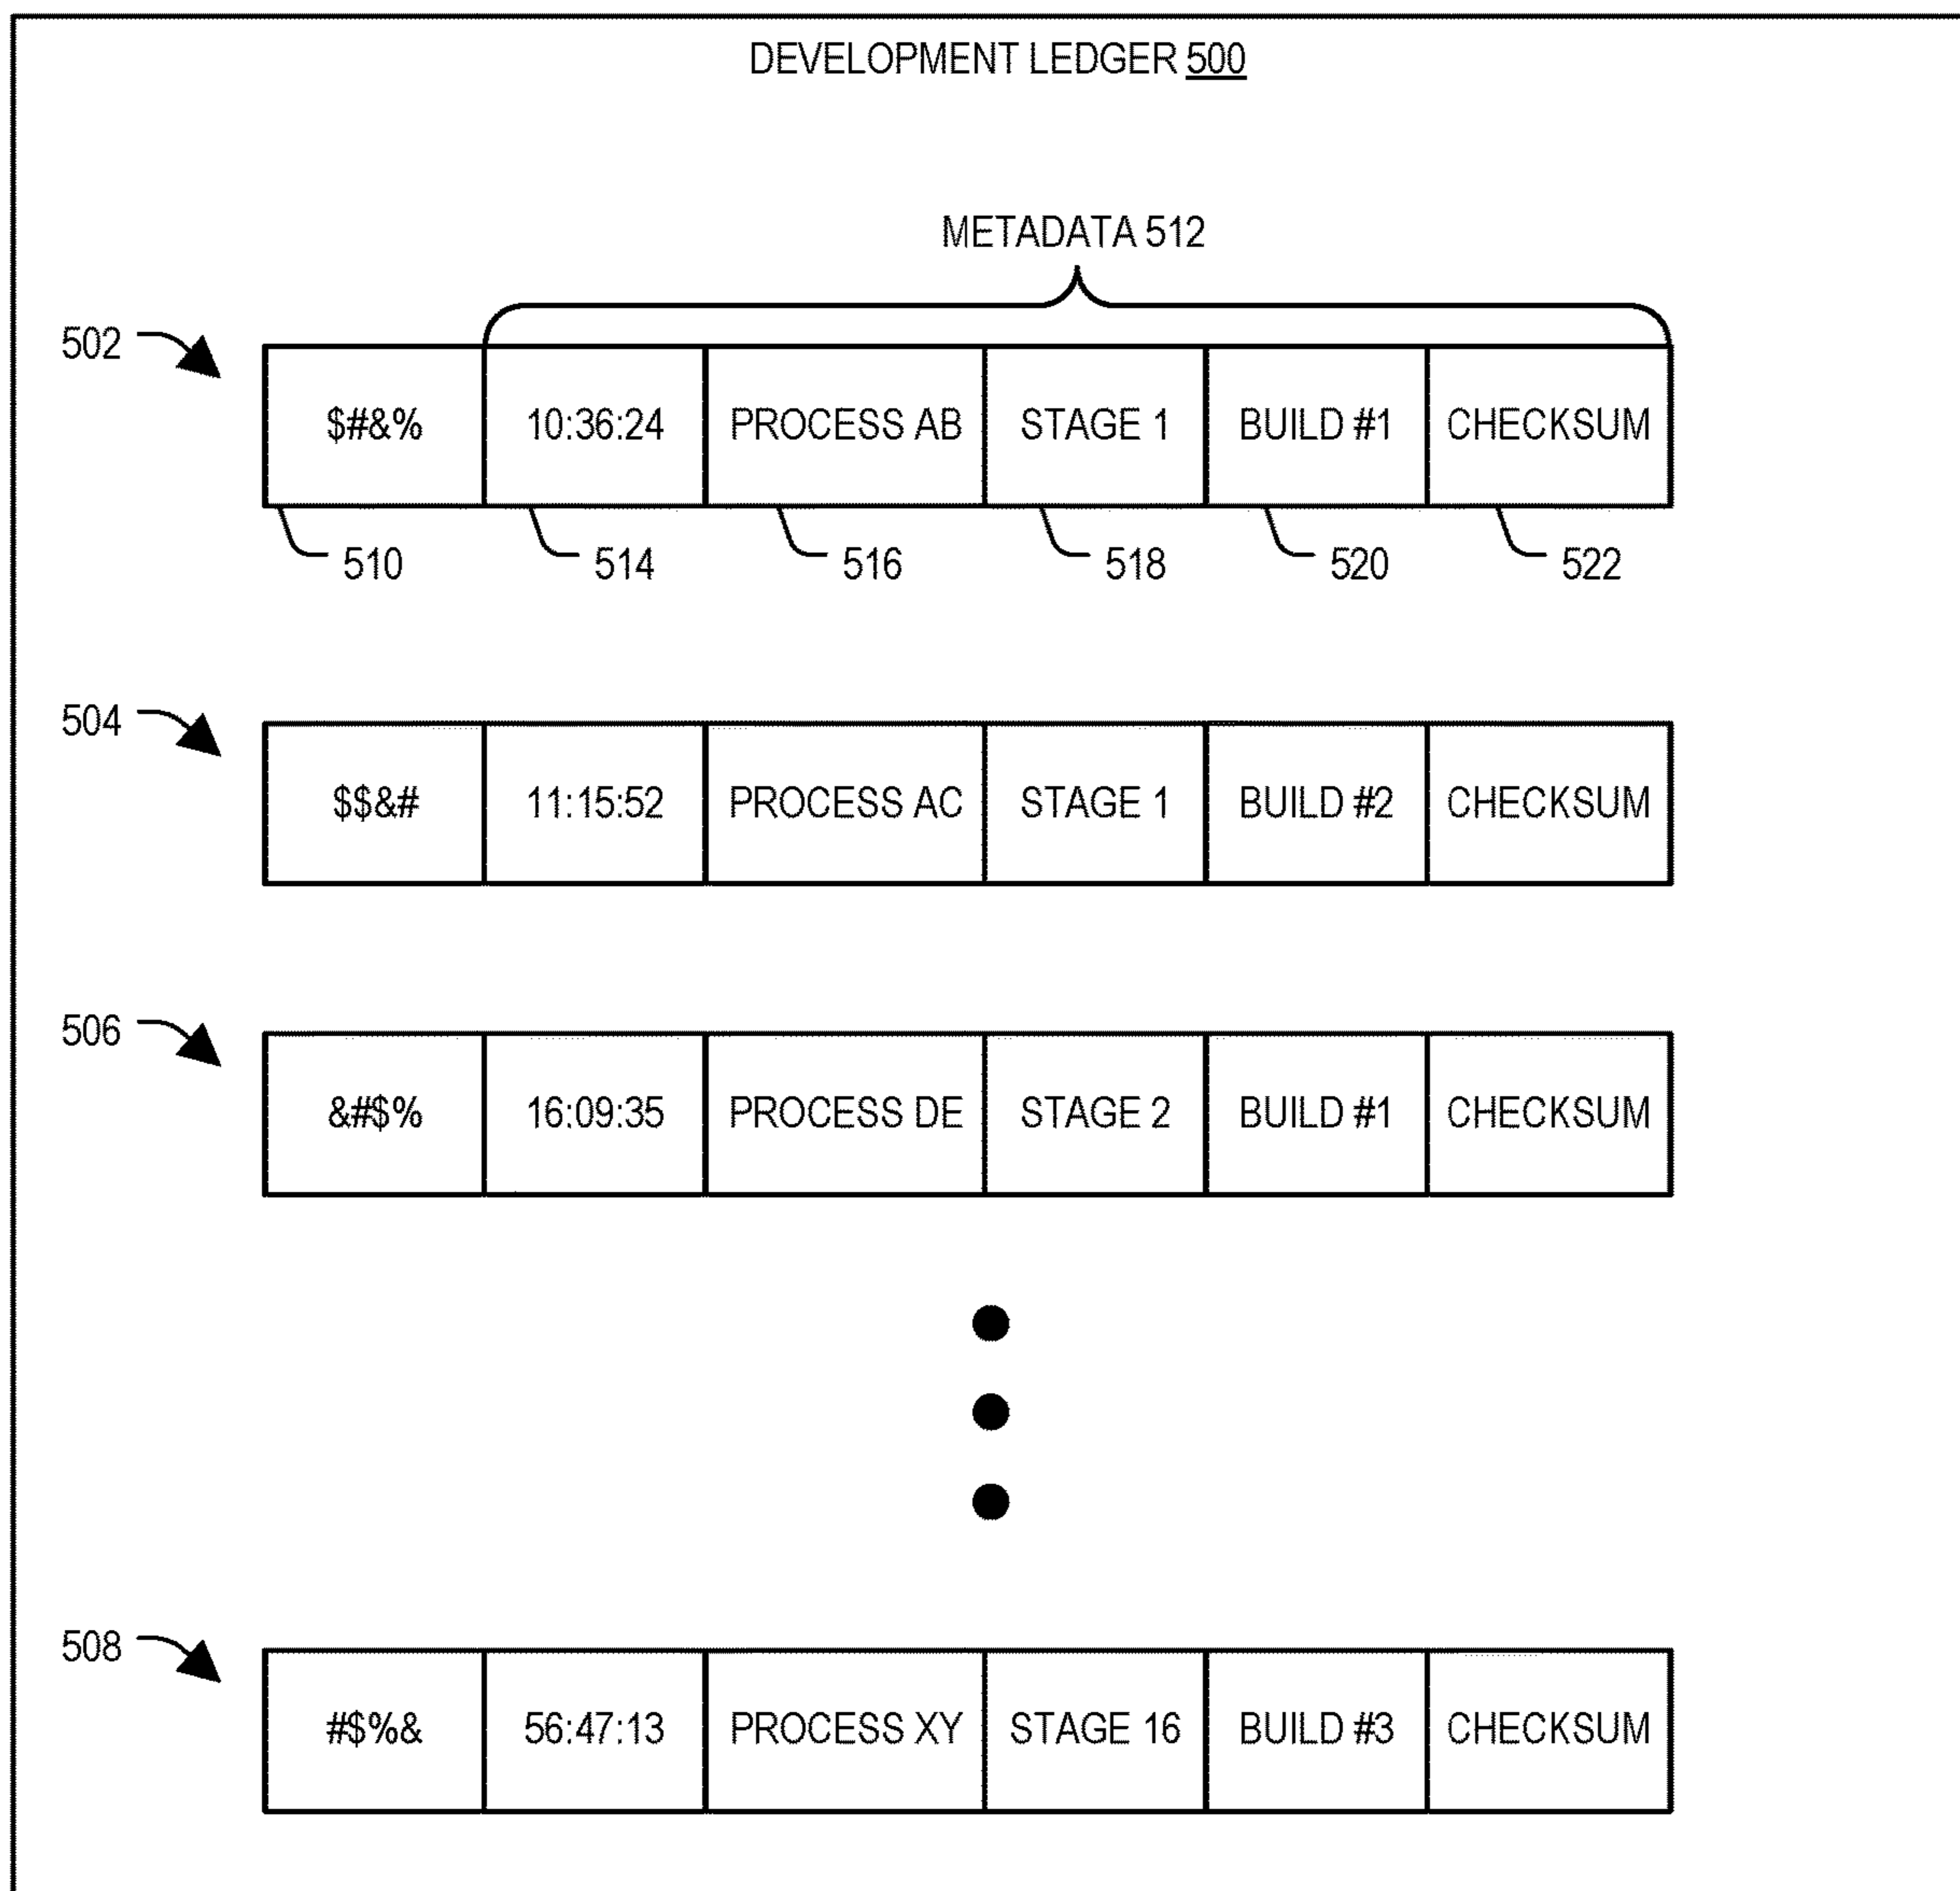 DEVELOPMENT LEDGER 500
METADATA 512
502
$#&% 10:36:24 PROCESS AB STAGE 1 BUILD #1 CHECKSUM
510 514 516 518 520 522
504
$$&# 11:15:52 PROCESS AC STAGE 1 BUILD #2 CHECKSUM
506
&#$% 16:09:35 PROCESS DE STAGE 2 BUILD #1 CHECKSUM
508
#$%& 56:47:13 PROCESS XY STAGE 16 BUILD #3 CHECKSUM